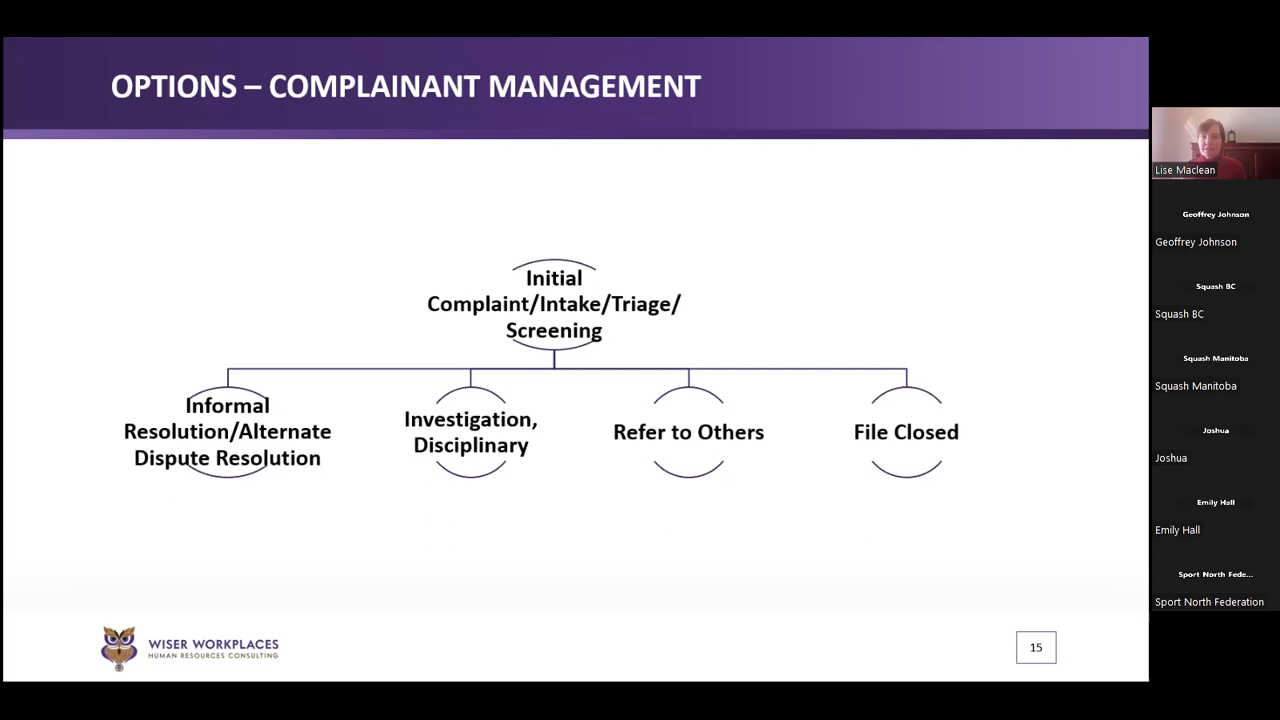 OPTIONS – COMPLAINANT MANAGEMENT
Initial
Complaint/Intake/Triage/
Screening
Informal
Resolution/Alternate
Dispute Resolution
Investigation,
Disciplinary
Refer to Others
File Closed
WISER WORKPLACES
HUMAN RESOURCES CONSULTING
15
Lise Maclean
Geoffrey Johnson
Geoffrey Johnson
Squash BC
Squash BC
Squash Manitoba
Squash Manitoba
Joshua
Joshua
Emily Hall
Emily Hall
Sport North Fede...
Sport North Federation